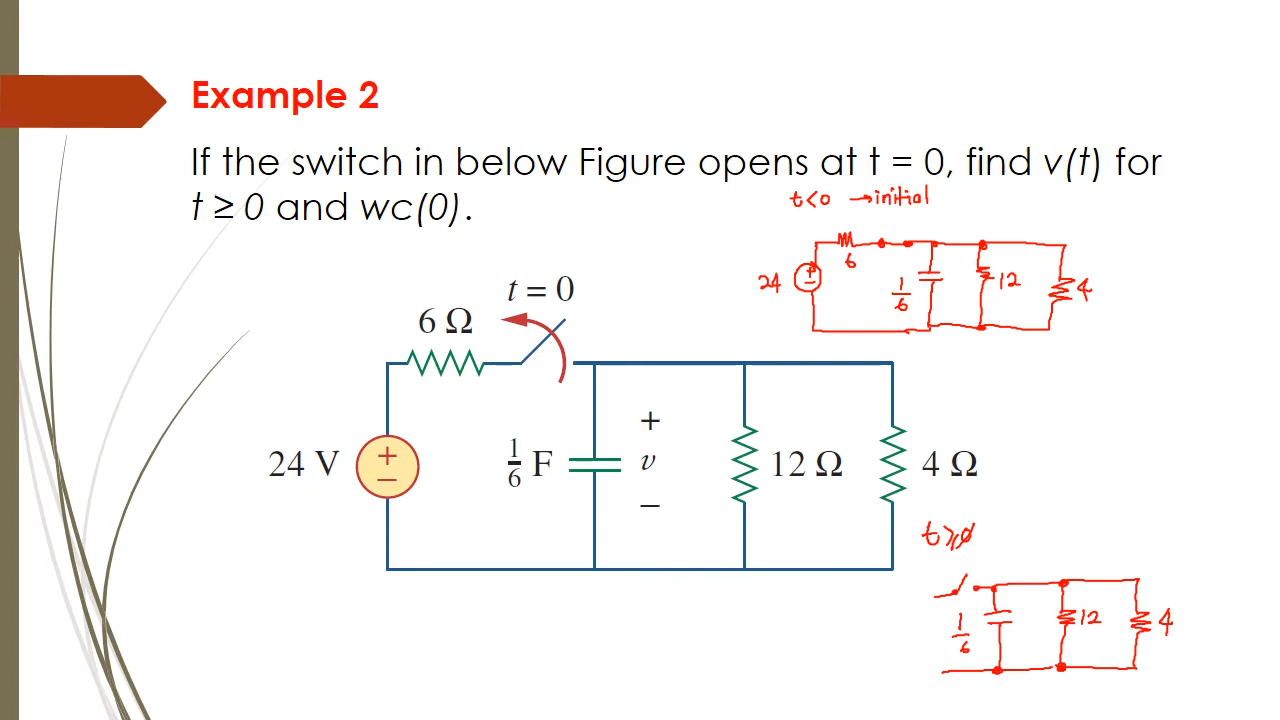 Example 2
If the switch in below Figure opens at t = 0, find v(t) for
t ≥ 0 and wc(0).
t<0 →initial
24
6
1/6
12
4
t = 0
6 Ω
24 V
1/6 F
+
v
−
12 Ω
4 Ω
t≥0
1/6
12
4